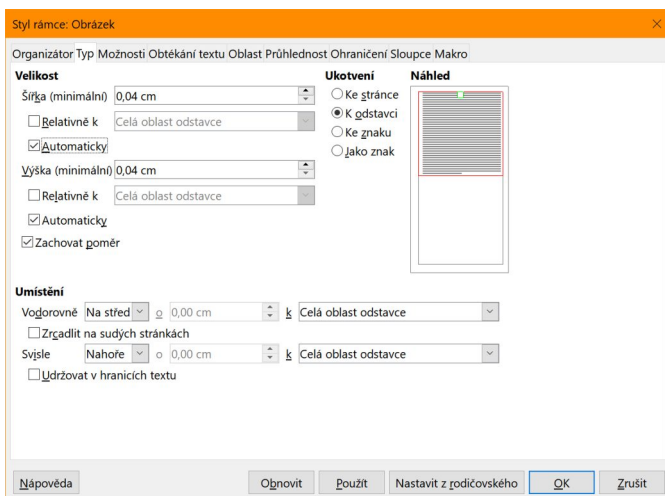 Styl rámce: Obrázek
Organizátor Typ Možnosti Obtékání textu Oblast Průhlednost Ohraničení Sloupce Makro
Velikost
Šířka (minimální) 0,04 cm
Relativně k Celá oblast odstavce
Automaticky
Výška (minimální) 0,04 cm
Relativně k Celá oblast odstavce
Automaticky
Zachovat poměr
Ukotvení
Ke stránce
K odstavci
Ke znaku
Jako znak
Náhled
Umístění
Vodorovně Na střed o 0,00 cm k Celá oblast odstavce
Zrcadlit na sudých stránkách
Svisle Nahoře o 0,00 cm k Celá oblast odstavce
Udržovat v hranicích textu
Nápověda Obnovit Použít Nastavit z rodičovského OK Zrušit